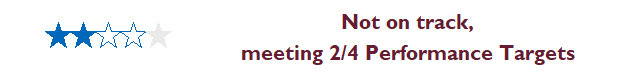 Not on track,
meeting 2/4 Performance Targets